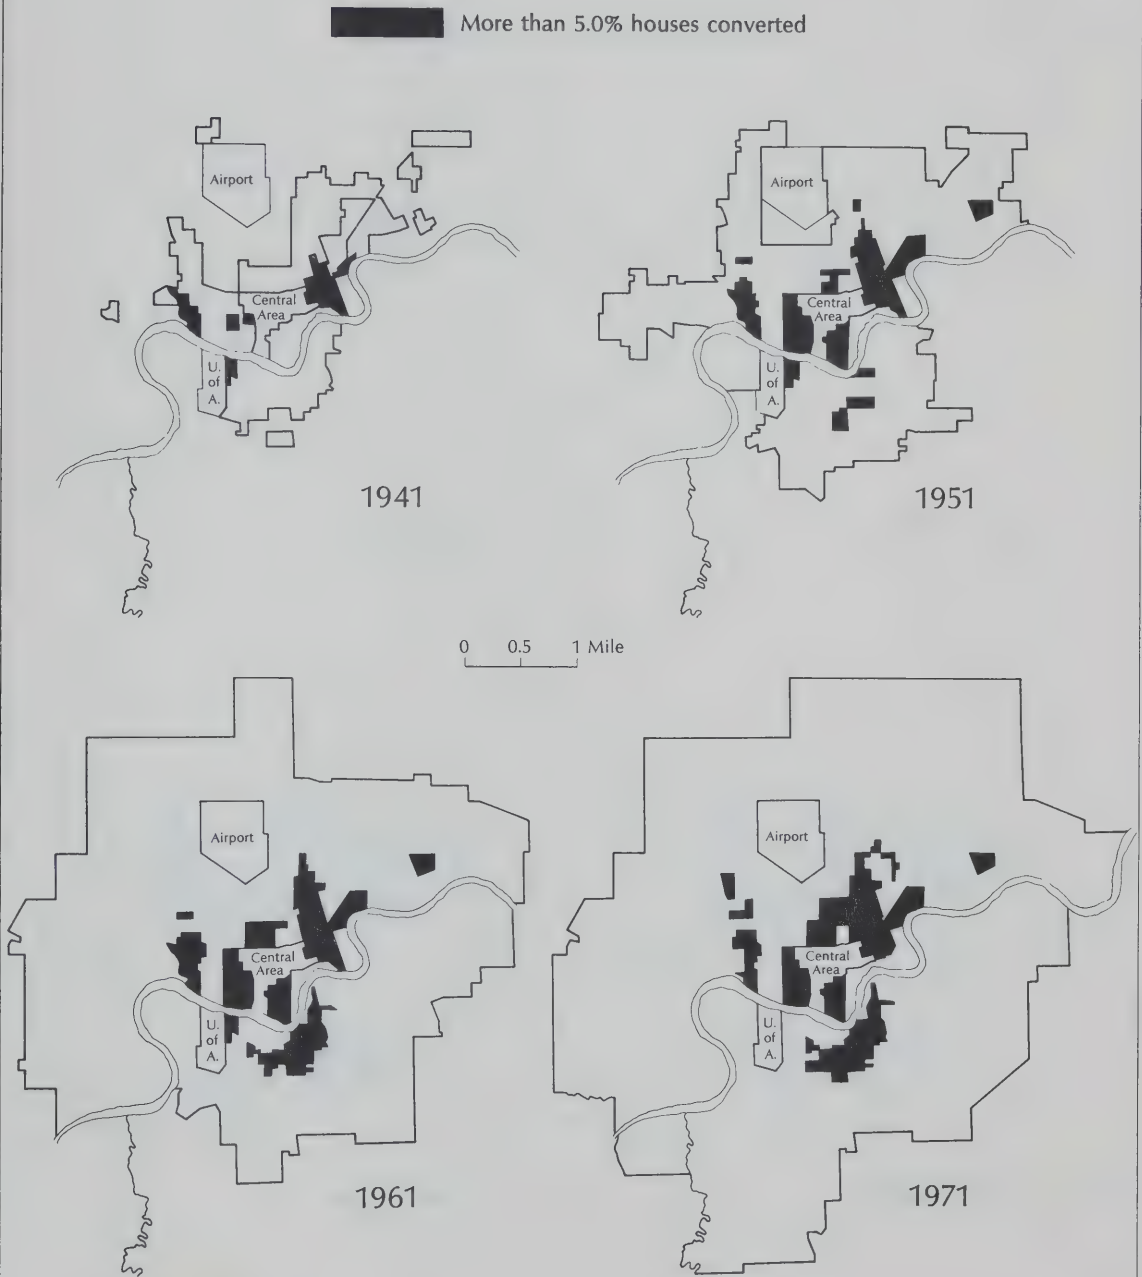 More than 5.0% houses converted
Airport
Central
Area
U.
of
A.
1941
Airport
Central
Area
U.
of
A.
1951
0 0.5 1 Mile
Airport
Central
Area
U.
of
A.
1961
Airport
Central
Area
U.
of
A.
1971